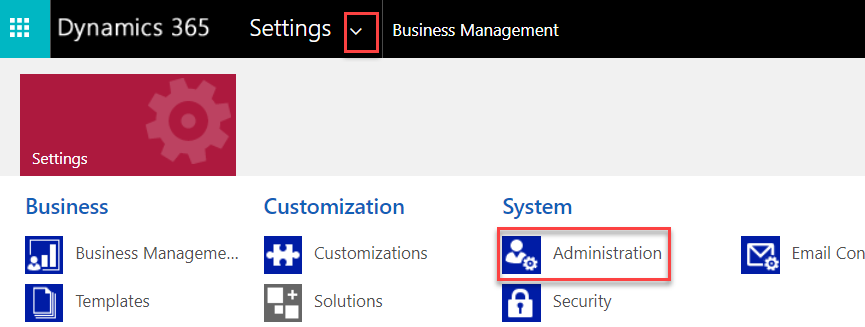 Dynamics 365 Settings Business Management
Settings
Business Customization System
Business Manageme... Customizations Administration Email Con
Templates Solutions Security